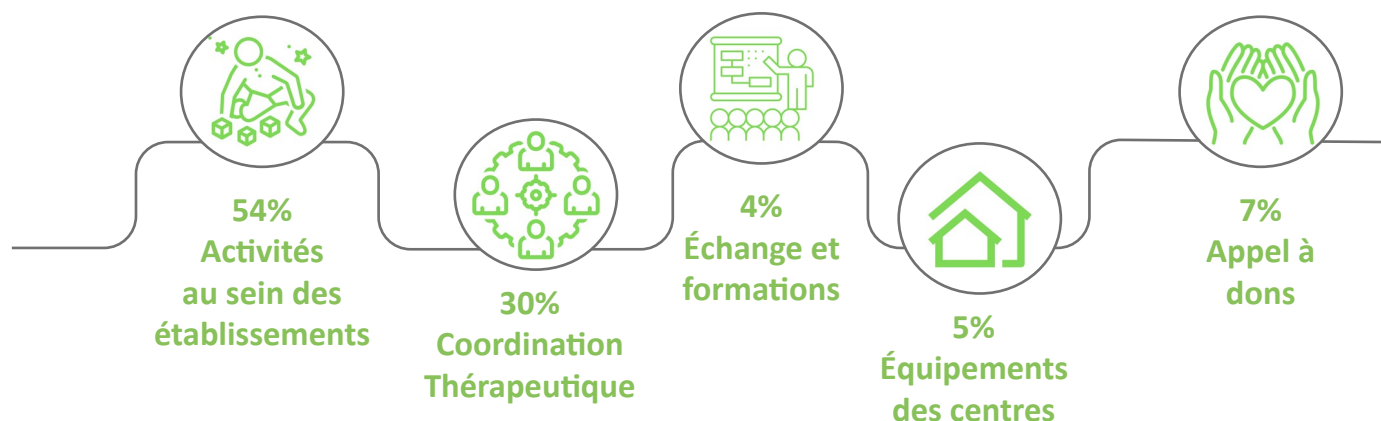 54%
Activités
au sein des
établissements
30%
Coordination
Thérapeutique
4%
Échange et
formations
5%
Équipements
des centres
7%
Appel à
dons